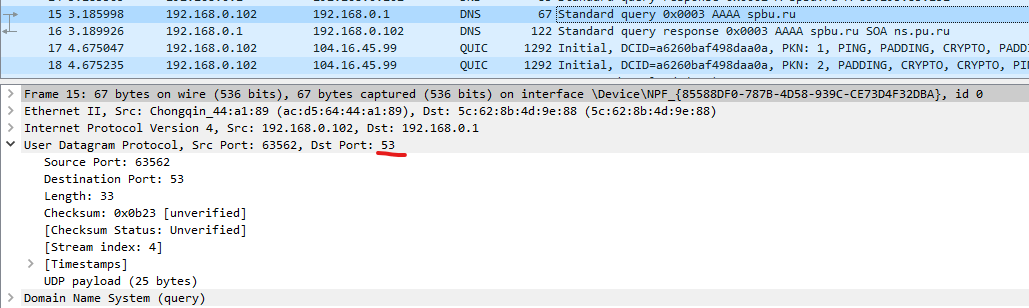 15 3.185998 192.168.0.102 192.168.0.1 DNS 67 Standard query 0x0003 AAAA spbu.ru
16 3.189926 192.168.0.1 192.168.0.102 DNS 122 Standard query response 0x0003 AAAA spbu.ru SOA ns.pu.ru
17 4.675047 192.168.0.102 104.16.45.99 QUIC 1292 Initial, DCID=a6260baf498daa0a, PKN: 1, PING, PADDING, CRYPTO, PADD
18 4.675235 192.168.0.102 104.16.45.99 QUIC 1292 Initial, DCID=a6260baf498daa0a, PKN: 2, PADDING, CRYPTO, CRYPTO, PI
Frame 15: 67 bytes on wire (536 bits), 67 bytes captured (536 bits) on interface \Device\NPF_{85588DF0-787B-4D58-939C-CE73D4F32DBA}, id 0
Ethernet II, Src: Chongqin_44:a1:89 (ac:d5:64:44:a1:89), Dst: 5c:62:8b:4d:9e:88 (5c:62:8b:4d:9e:88)
Internet Protocol Version 4, Src: 192.168.0.102, Dst: 192.168.0.1
User Datagram Protocol, Src Port: 63562, Dst Port: 53
Source Port: 63562
Destination Port: 53
Length: 33
Checksum: 0x0b23 [unverified]
[Checksum Status: Unverified]
[Stream index: 4]
[Timestamps]
UDP payload (25 bytes)
Domain Name System (query)